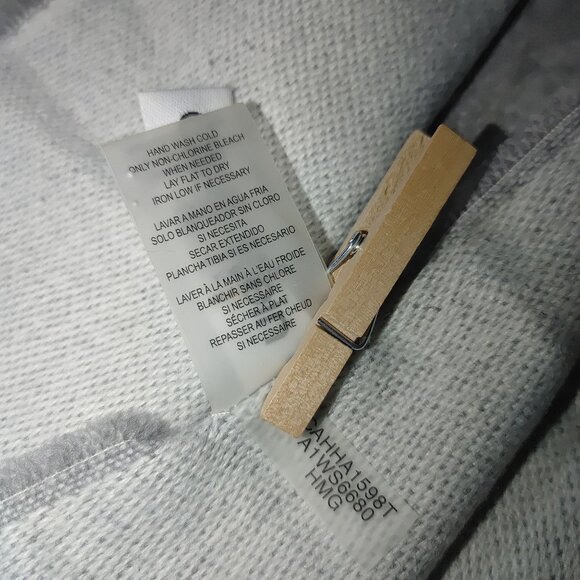 HAND WASH COLD
ONLY NON-CHLORINE BLEACH
WHEN NEEDED
LAY FLAT TO DRY
IRON LOW IF NECESSARY
LAVAR A MANO EN AGUA FRIA
SOLO BLANQUEADOR SIN CLORO
SI NECESITA
SECAR EXTENDIDO
PLANCHA TIBIA SI ES NECESARIO
LAVER À LA MAIN À L'EAU FROIDE
BLANCHIR SANS CHLORE
SI NECESSAIRE
SÉCHER À PLAT
REPASSER AU FER CHEUD
SI NECESSAIRE
CAHHA1598T
A1WS6680
HMG